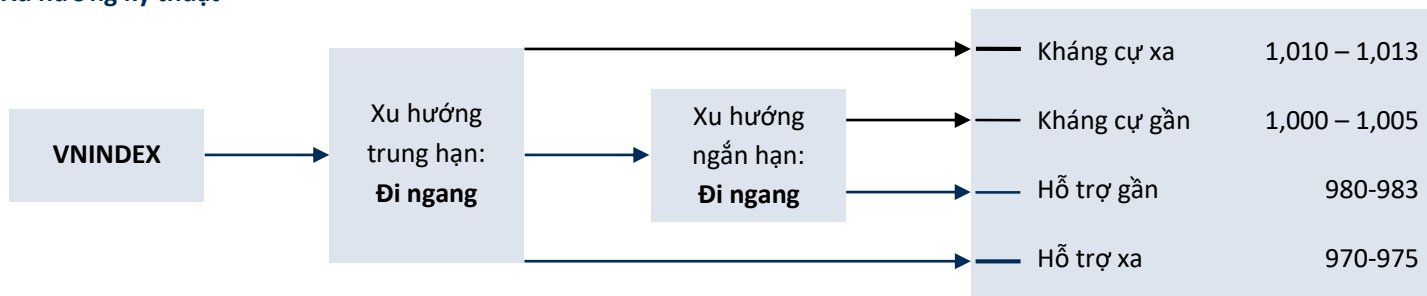 VNINDEX
Xu hướng
trung hạn:
Đi ngang
Xu hướng
ngắn hạn:
Đi ngang
Kháng cự xa 1,010 – 1,013
Kháng cự gần 1,000 – 1,005
Hỗ trợ gần 980-983
Hỗ trợ xa 970-975